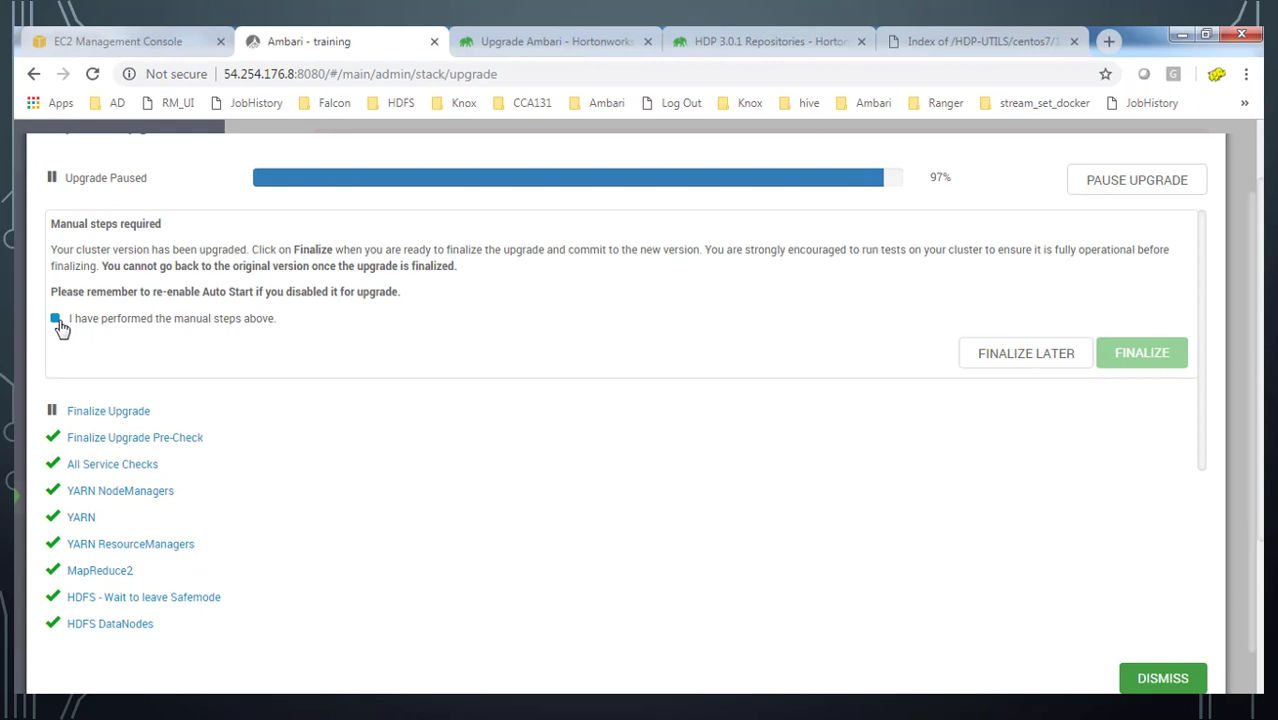 EC2 Management Console
Ambari - training
Upgrade Ambari - Hortonworks
HDP 3.0.1 Repositories - Horton
Index of /HDP-UTILS/centos7/1
Not secure 54.254.176.8:8080/#/main/admin/stack/upgrade
G
Apps AD RM_UI JobHistory Falcon HDFS Knox CCA131 Ambari Log Out Knox hive Ambari Ranger stream_set_docker JobHistory »
Upgrade Paused
97%
PAUSE UPGRADE
Manual steps required
Your cluster version has been upgraded. Click on Finalize when you are ready to finalize the upgrade and commit to the new version. You are strongly encouraged to run tests on your cluster to ensure it is fully operational before
finalizing. You cannot go back to the original version once the upgrade is finalized.
Please remember to re-enable Auto Start if you disabled it for upgrade.
I have performed the manual steps above.
FINALIZE LATER
FINALIZE
Finalize Upgrade
Finalize Upgrade Pre-Check
All Service Checks
YARN NodeManagers
YARN
YARN ResourceManagers
MapReduce2
HDFS - Wait to leave Safemode
HDFS DataNodes
DISMISS